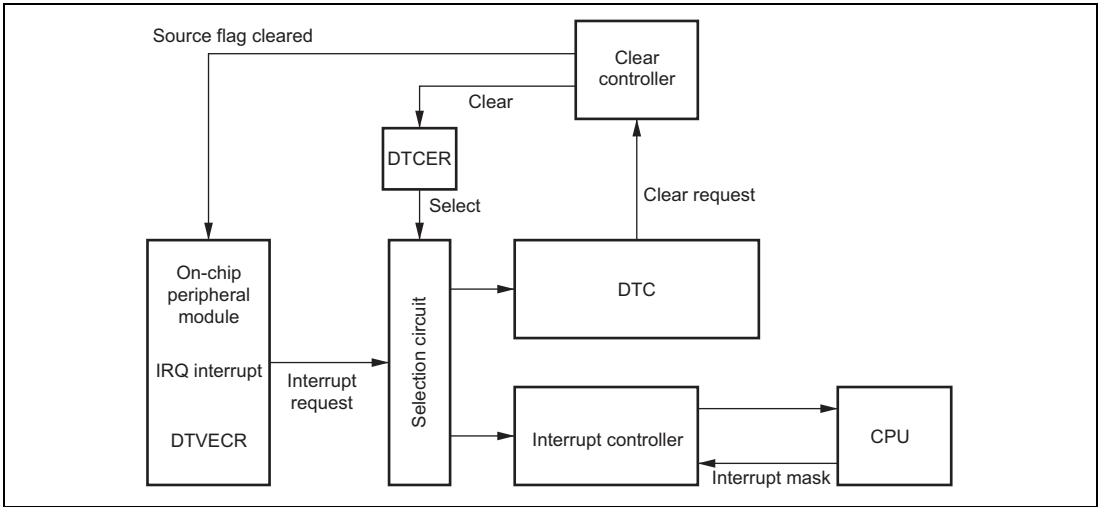 Source flag cleared
Clear
controller
Clear
DTCER
Select
Clear request
On-chip
peripheral
module
IRQ interrupt
DTVECR
Interrupt
request
Selection circuit
DTC
Interrupt controller
CPU
Interrupt mask